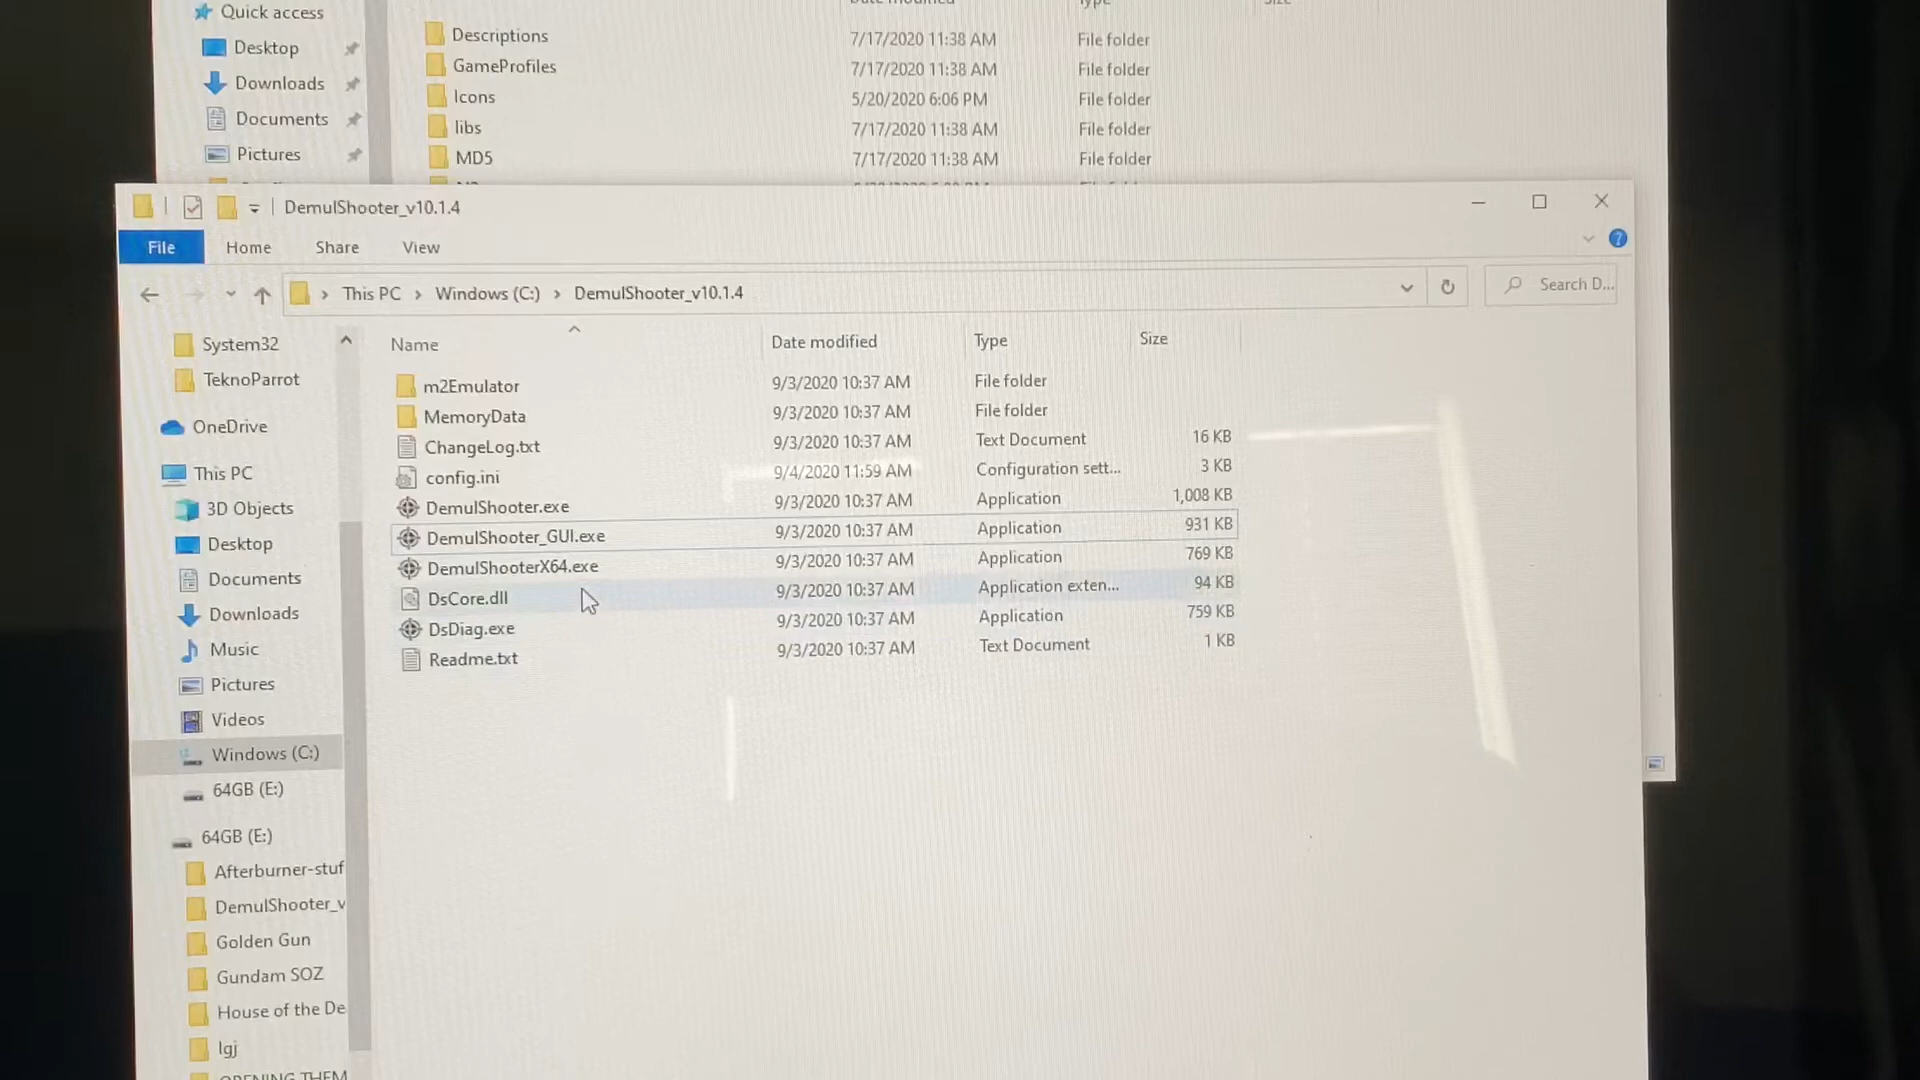 Quick access
Desktop
Downloads
Documents
Pictures
Date modified Type Size
Descriptions 7/17/2020 11:38 AM File folder
GameProfiles 7/17/2020 11:38 AM File folder
Icons 5/20/2020 6:06 PM File folder
libs 7/17/2020 11:38 AM File folder
MD5 7/17/2020 11:38 AM File folder
DemulShooter_v10.1.4
File Home Share View
This PC Windows (C:) DemulShooter_v10.1.4
Search D...
System32
TeknoParrot
OneDrive
This PC
3D Objects
Desktop
Documents
Downloads
Music
Pictures
Videos
Windows (C:)
64GB (E:)
64GB (E:)
Afterburner-stuf
DemulShooter_v
Golden Gun
Gundam SOZ
House of the De
lgj
OPENING THEM
Name Date modified Type Size
m2Emulator 9/3/2020 10:37 AM File folder
MemoryData 9/3/2020 10:37 AM File folder
ChangeLog.txt 9/3/2020 10:37 AM Text Document 16 KB
config.ini 9/4/2020 11:59 AM Configuration sett... 3 KB
DemulShooter.exe 9/3/2020 10:37 AM Application 1,008 KB
DemulShooter_GUI.exe 9/3/2020 10:37 AM Application 931 KB
DemulShooterX64.exe 9/3/2020 10:37 AM Application 769 KB
DsCore.dll 9/3/2020 10:37 AM Application exten... 94 KB
DsDiag.exe 9/3/2020 10:37 AM Application 759 KB
Readme.txt 9/3/2020 10:37 AM Text Document 1 KB